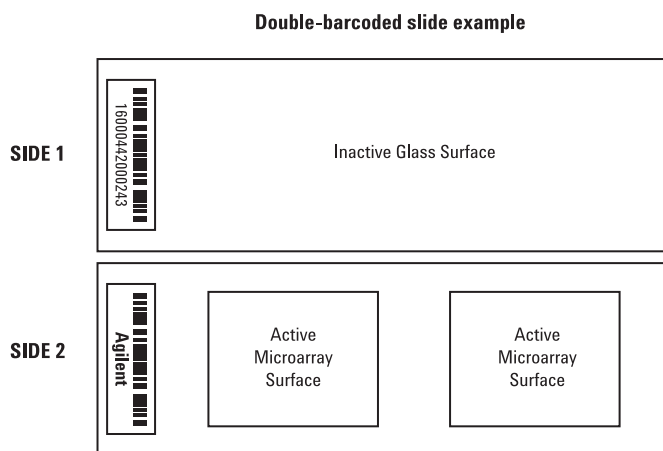 Double-barcoded slide example
SIDE 1
16000442000243
Inactive Glass Surface
SIDE 2
Agilent
Active
Microarray
Surface
Active
Microarray
Surface